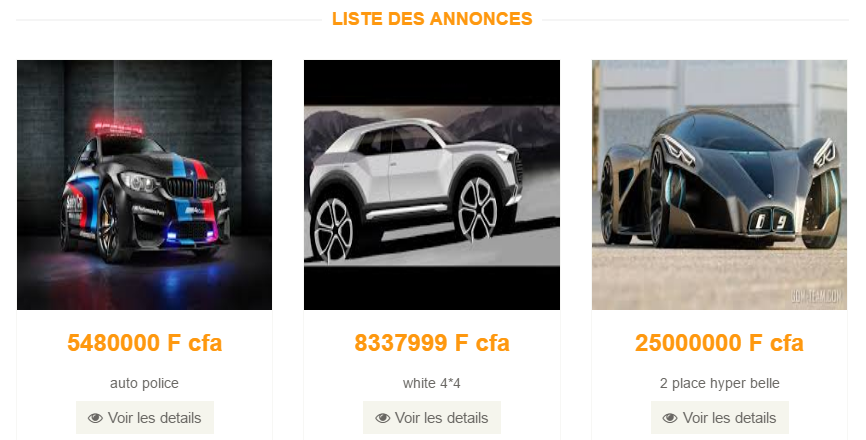 LISTE DES ANNONCES
5480000 F cfa
8337999 F cfa
25000000 F cfa
auto police
white 4*4
2 place hyper belle
Voir les details
Voir les details
Voir les details
09